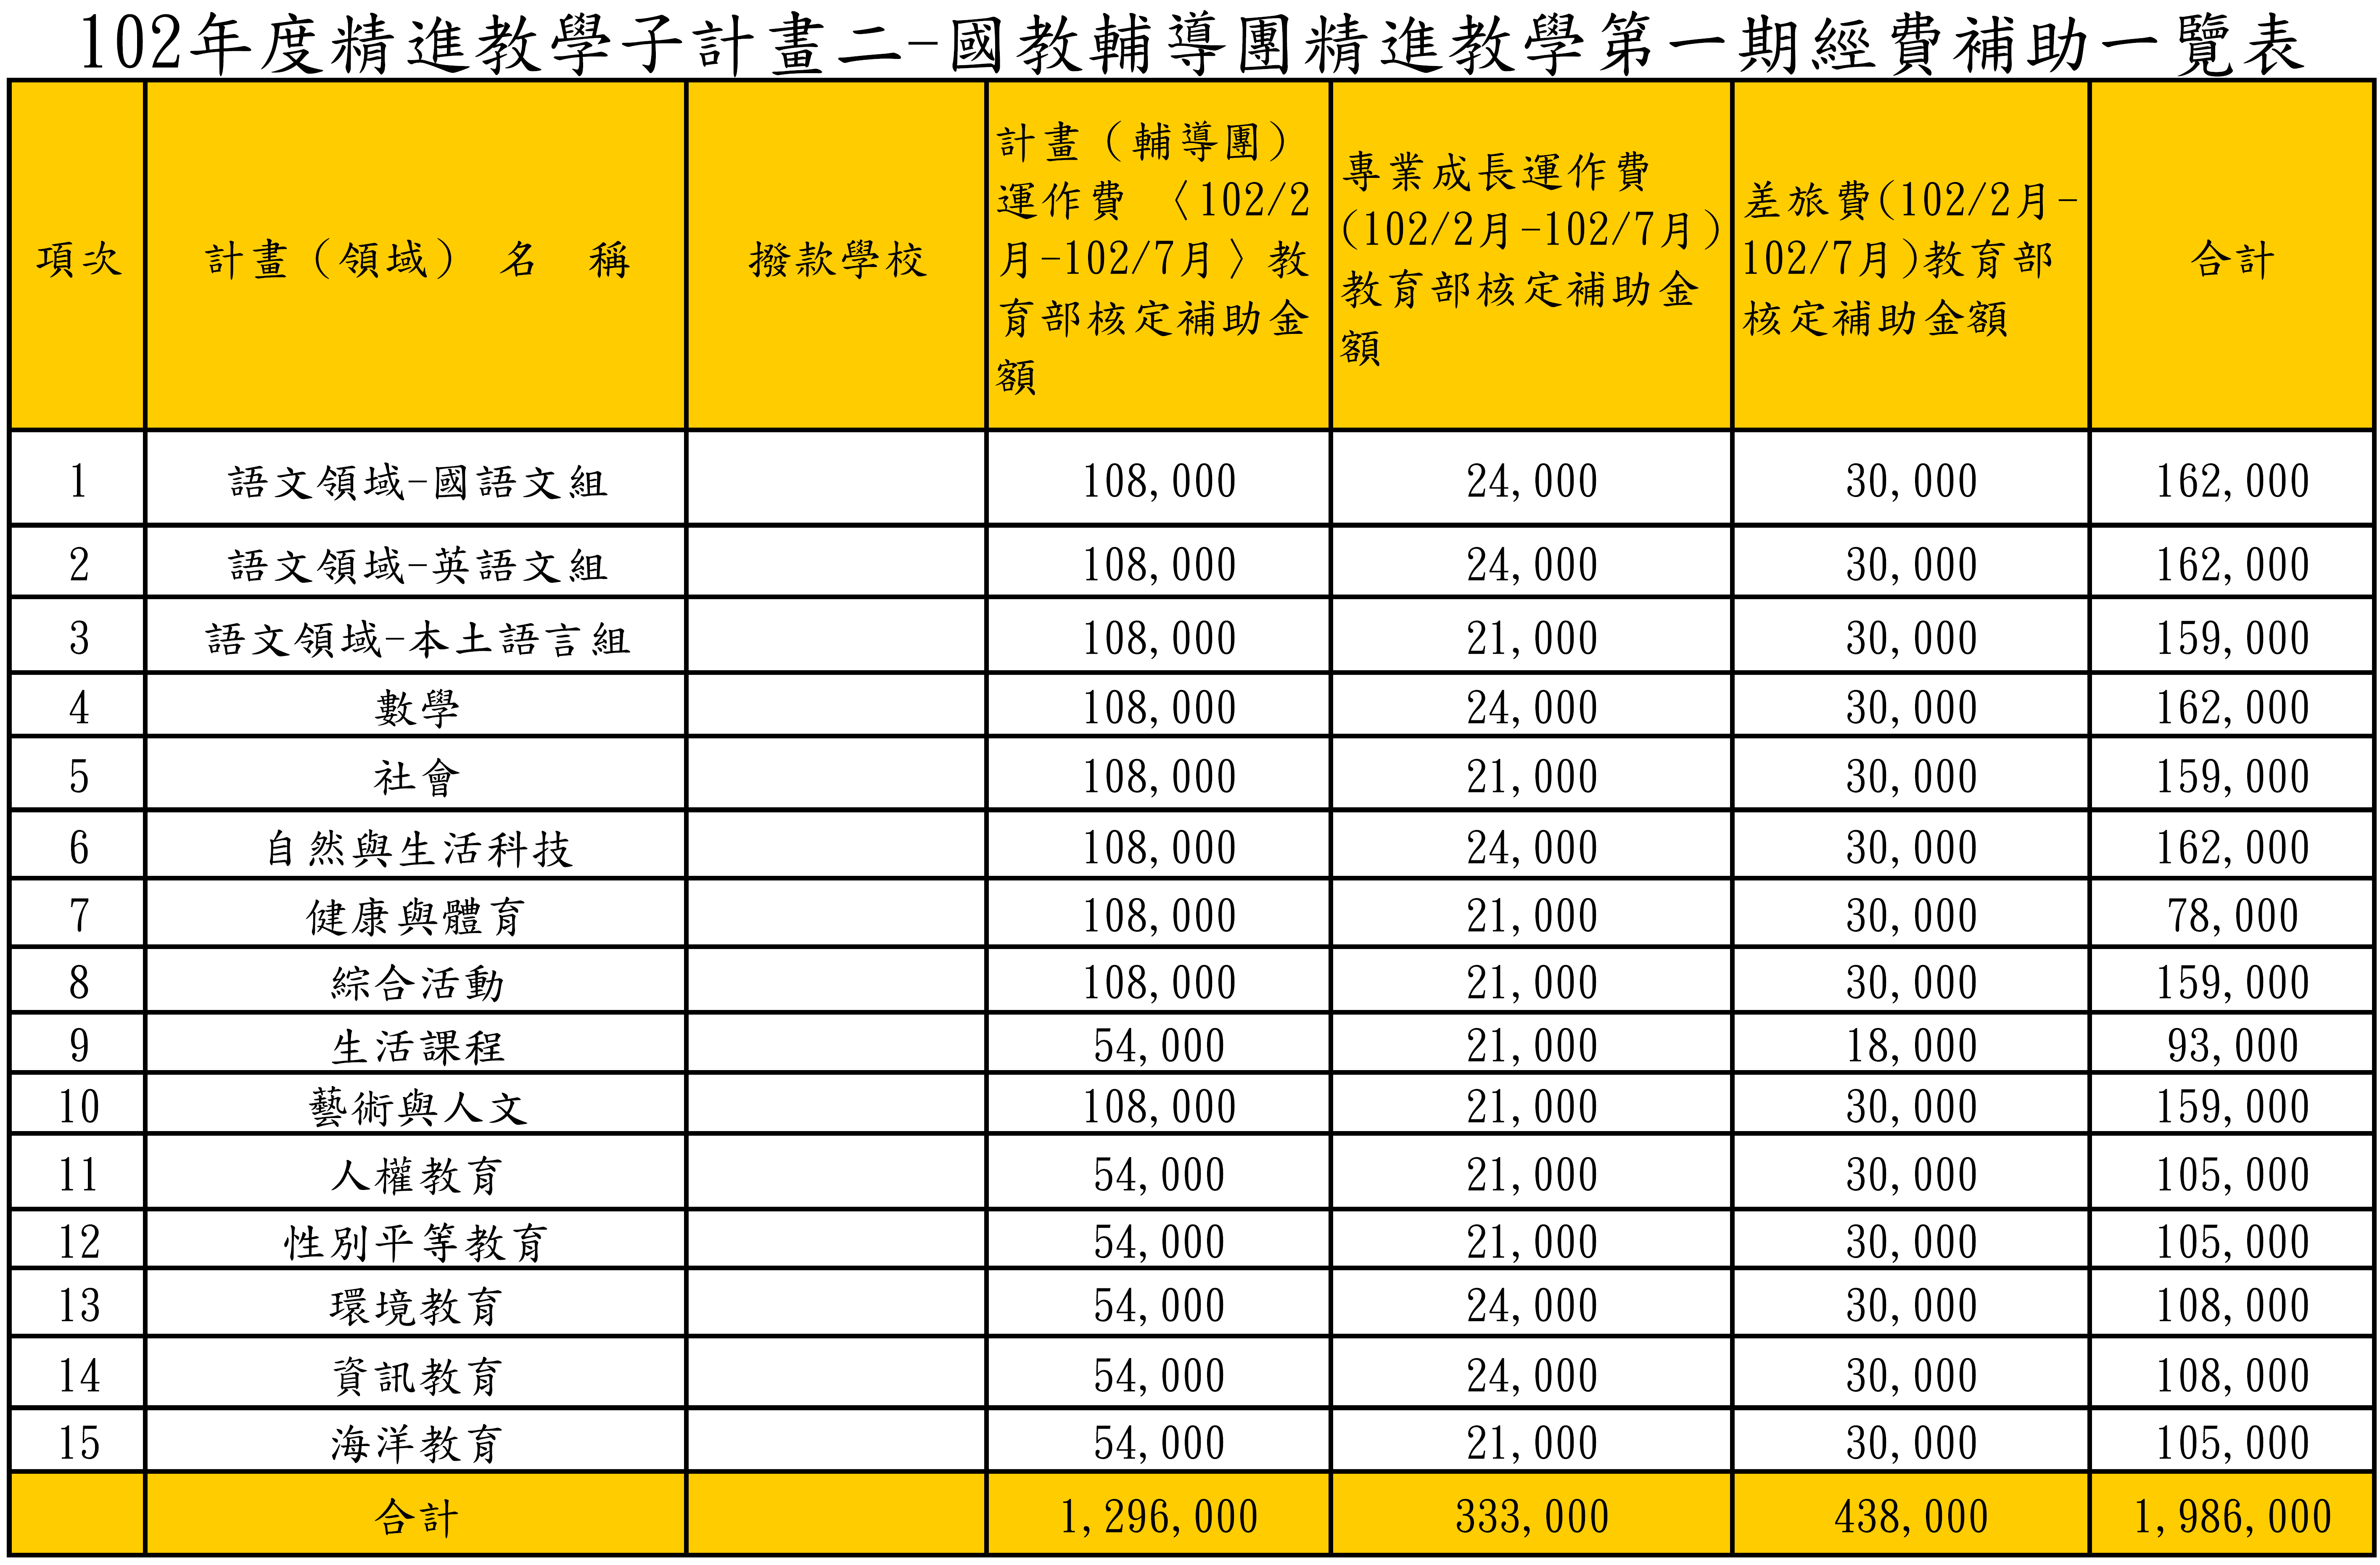 102年度精進教學子計畫二-國教輔導團精進教學第一期經費補助一覽表
項次 計畫（領域） 名　稱 撥款學校 計畫（輔導團）運作費 〈102/2月-102/7月〉教育部核定補助金額 專業成長運作費(102/2月-102/7月)教育部核定補助金額 差旅費(102/2月-102/7月)教育部核定補助金額 合計
1 語文領域-國語文組 108,000 24,000 30,000 162,000
2 語文領域-英語文組 108,000 24,000 30,000 162,000
3 語文領域-本土語言組 108,000 21,000 30,000 159,000
4 數學 108,000 24,000 30,000 162,000
5 社會 108,000 21,000 30,000 159,000
6 自然與生活科技 108,000 24,000 30,000 162,000
7 健康與體育 108,000 21,000 30,000 78,000
8 綜合活動 108,000 21,000 30,000 159,000
9 生活課程 54,000 21,000 18,000 93,000
10 藝術與人文 108,000 21,000 30,000 159,000
11 人權教育 54,000 21,000 30,000 105,000
12 性別平等教育 54,000 21,000 30,000 105,000
13 環境教育 54,000 24,000 30,000 108,000
14 資訊教育 54,000 24,000 30,000 108,000
15 海洋教育 54,000 21,000 30,000 105,000
合計 1,296,000 333,000 438,000 1,986,000